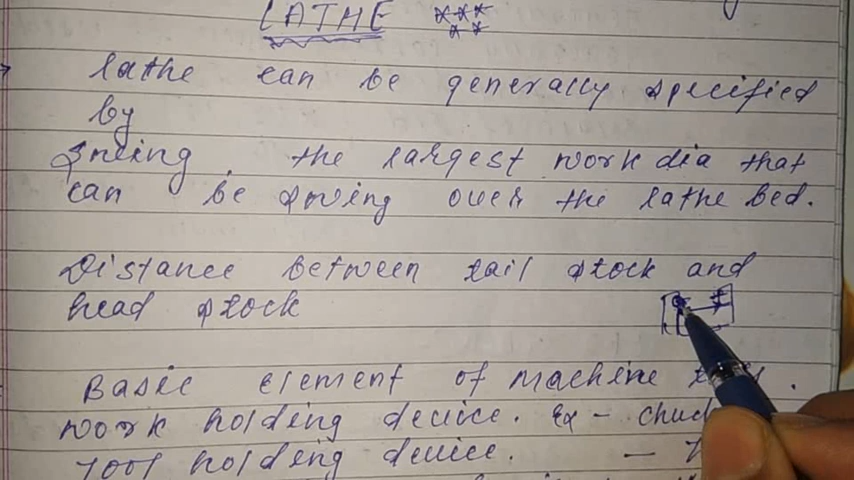 LATHE
lathe can be generally specified
by
Swing the largest work dia that
can be swing over the lathe bed.
Distance between tail stock and
head stock
Basic element of machine
work holding device. Ex -
Tool holding device. -